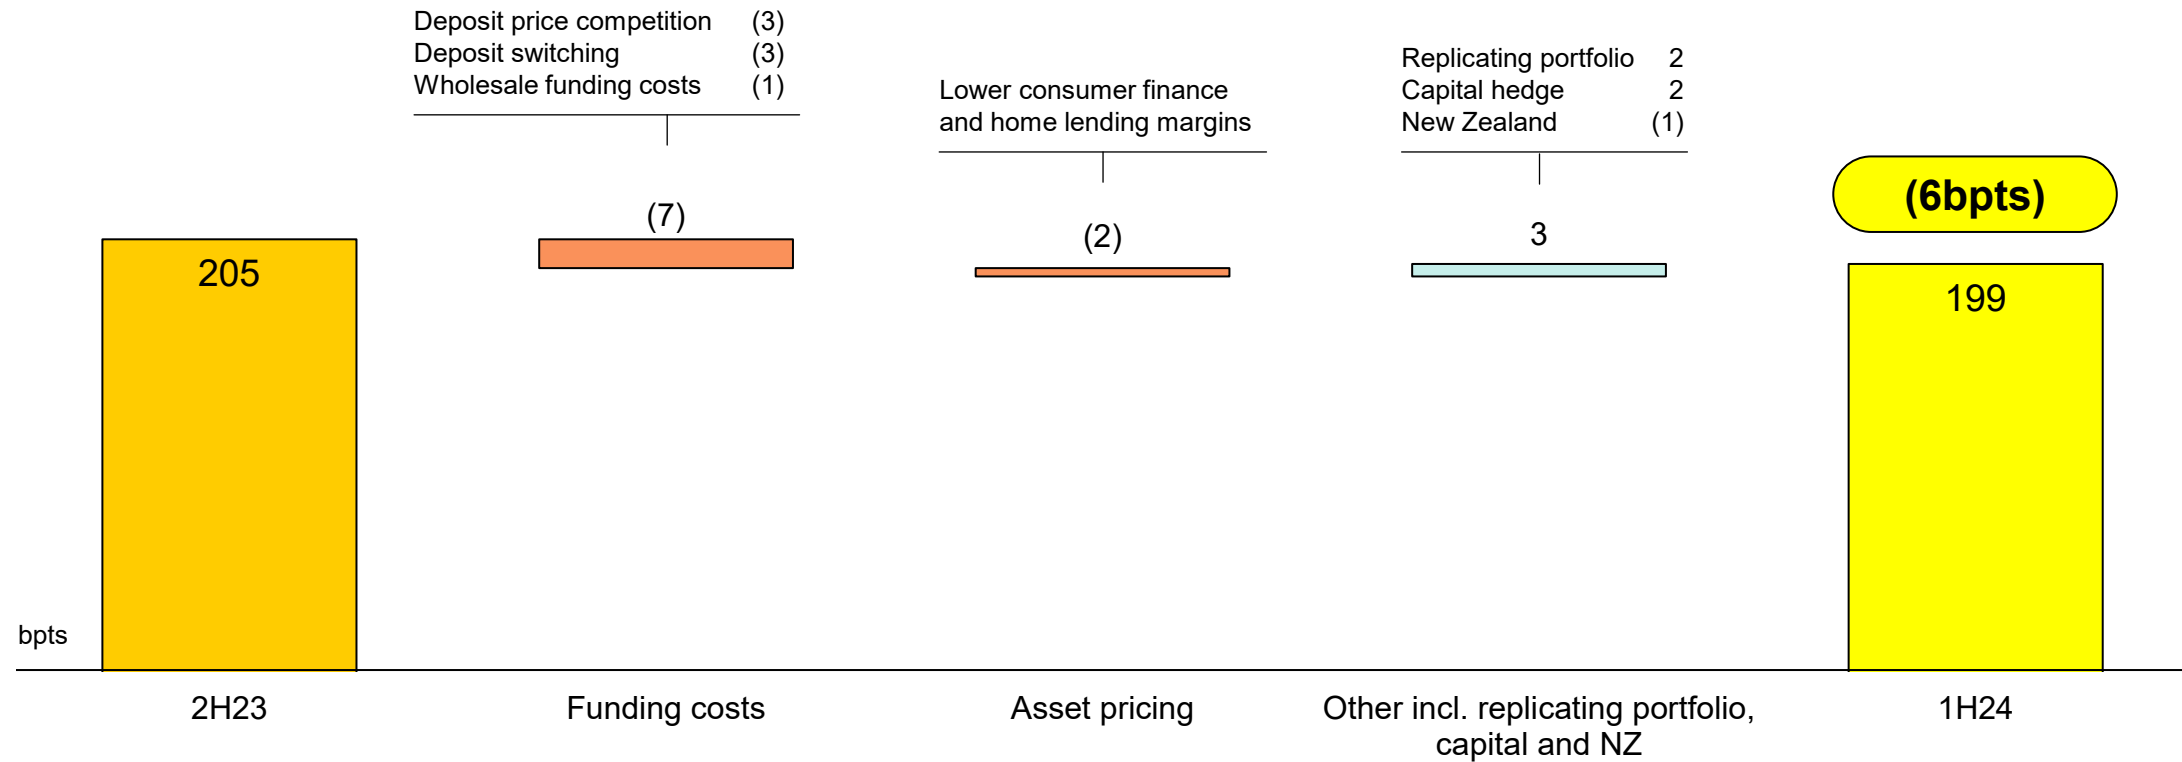 Deposit price competition (3)
Deposit switching (3)
Wholesale funding costs (1)
Lower consumer finance
and home lending margins
Replicating portfolio 2
Capital hedge 2
New Zealand (1)
(6bpts)
(7)
(2)
3
205
199
bpts
2H23
Funding costs
Asset pricing
Other incl. replicating portfolio,
capital and NZ
1H24